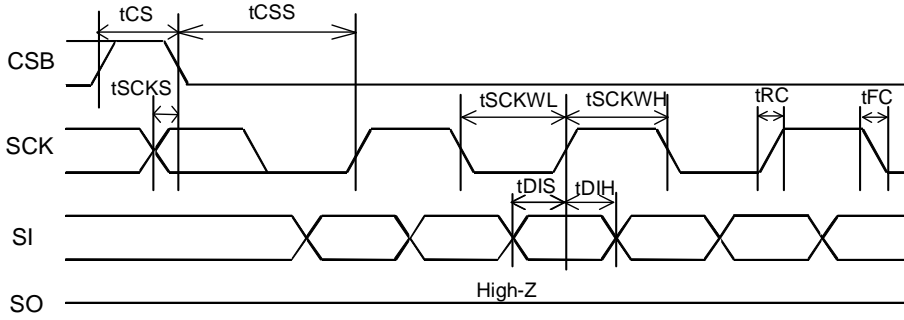 tCS
tCSS
CSB
tSCKS
tSCKWL
tSCKWH
tRC
tFC
SCK
tDIS
tDIH
SI
High-Z
SO